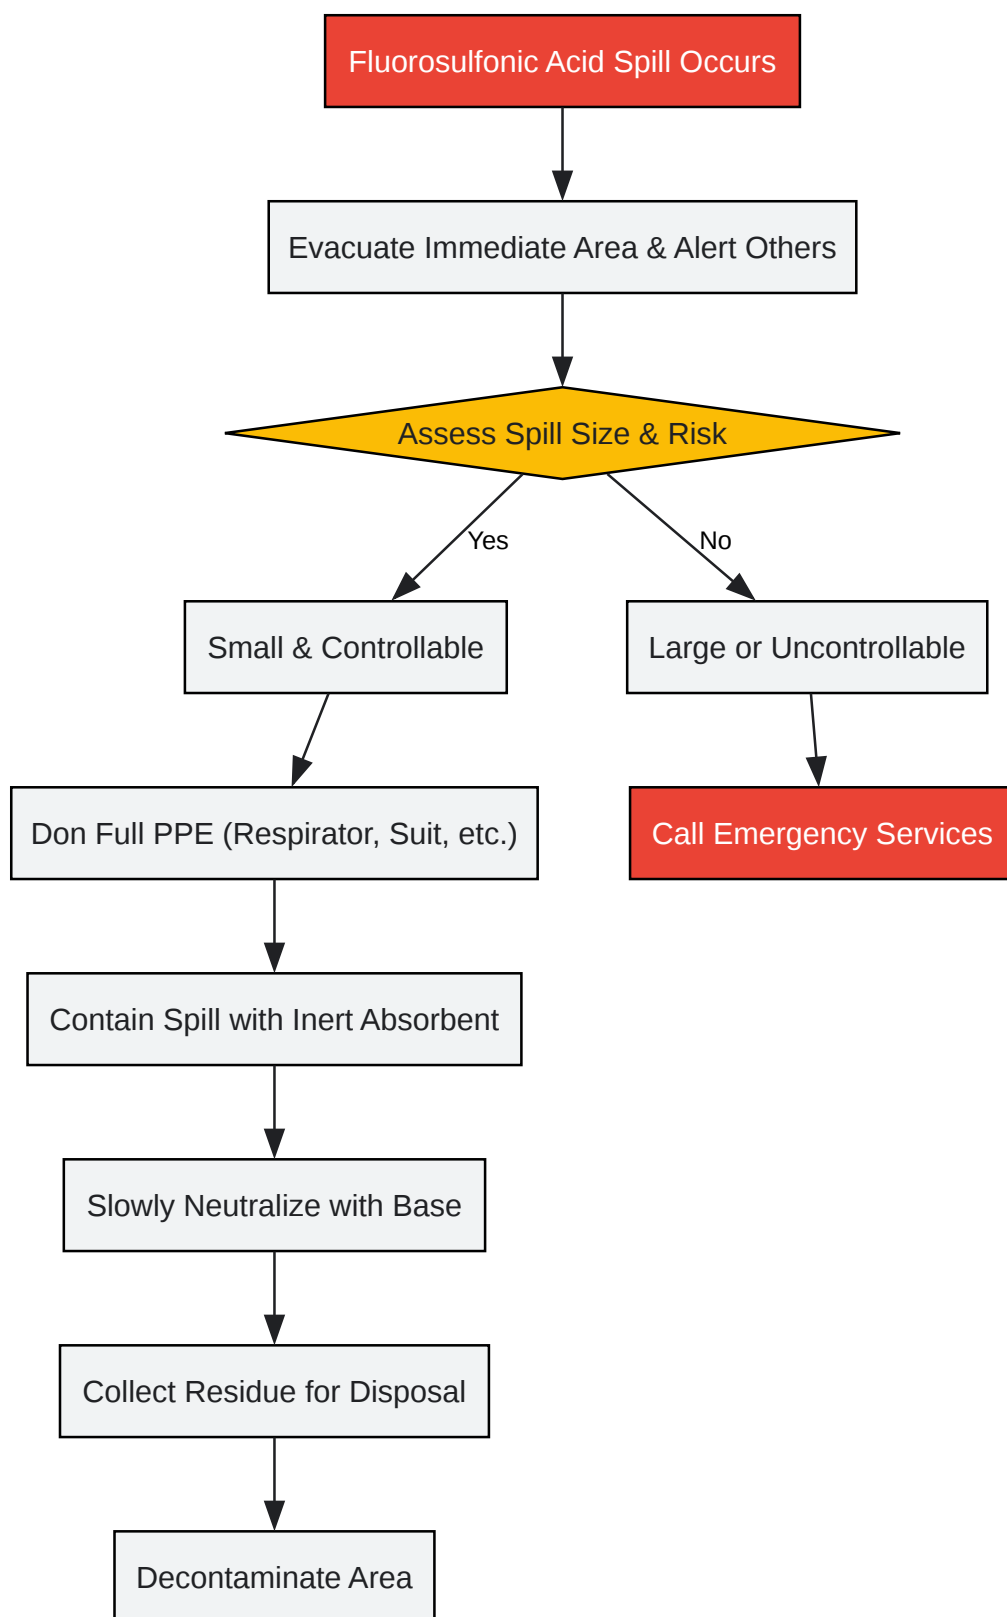 Fluorosulfonic Acid Spill Occurs
Evacuate Immediate Area & Alert Others
Assess Spill Size & Risk
Yes
No
Small & Controllable
Large or Uncontrollable
Don Full PPE (Respirator, Suit, etc.)
Call Emergency Services
Contain Spill with Inert Absorbent
Slowly Neutralize with Base
Collect Residue for Disposal
Decontaminate Area